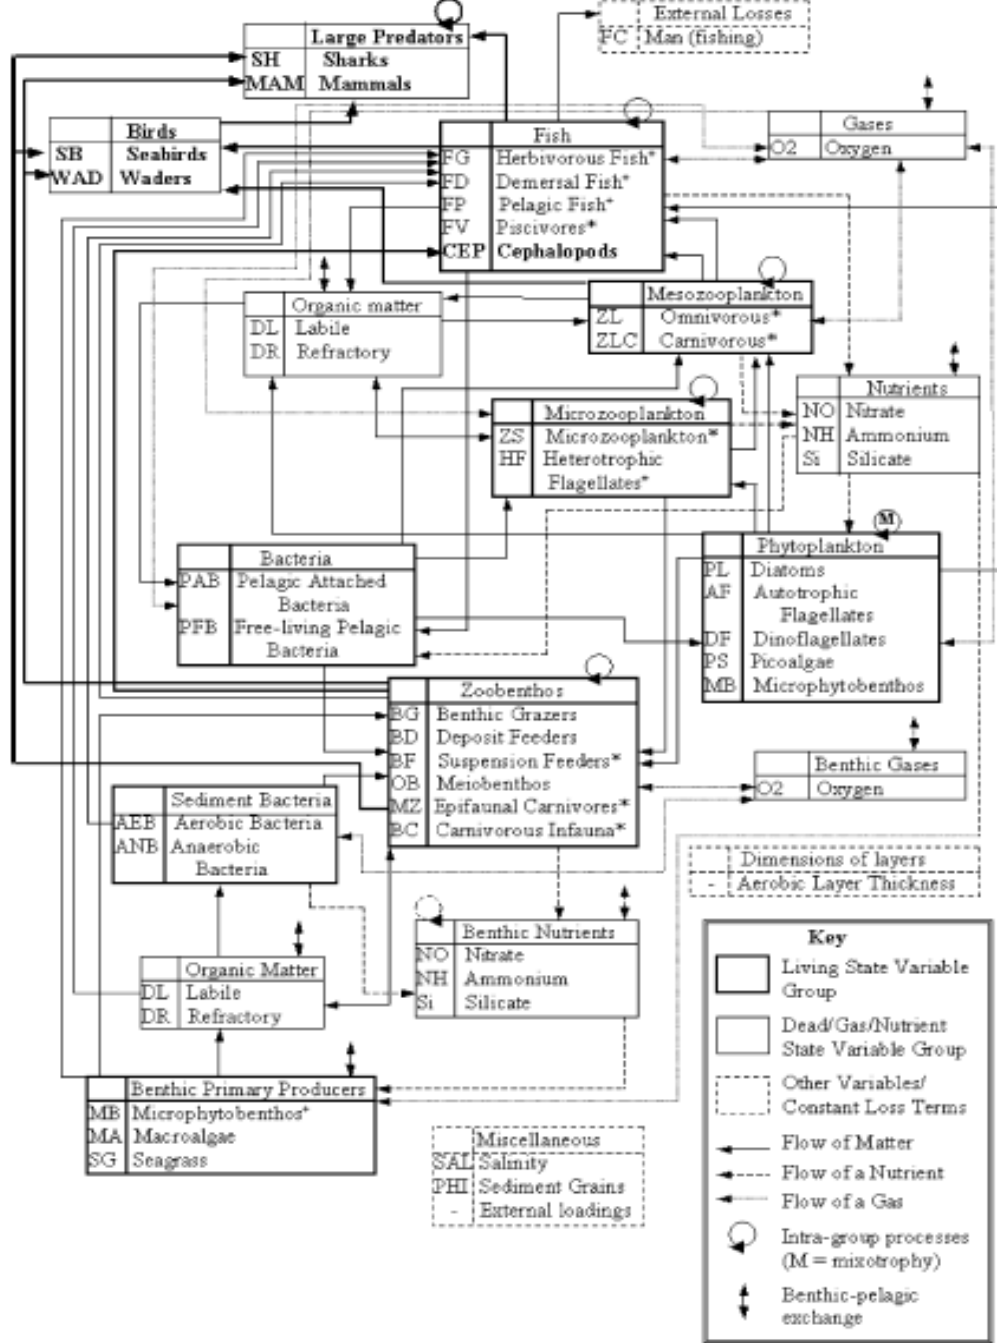 External Losses
FC Man (fishing)
Large Predators
SH Sharks
MAM Mammals
Birds
SB Seabirds
WAD Waders
Fish
FG Herbivorous Fish*
FD Demersal Fish*
FP Pelagic Fish*
FV Piscivores*
CEP Cephalopods
Gases
O2 Oxygen
Organic matter
DL Labile
DR Refractory
Mesozooplankton
ZL Omnivorous*
ZLC Carnivorous*
Nutrients
NO Nitrate
NH Ammonium
Si Silicate
Microzooplankton
ZS Microzooplankton*
HF Heterotrophic
Flagellates*
Bacteria
PAB Pelagic Attached
Bacteria
PFB Free-living Pelagic
Bacteria
M
Phytoplankton
PL Diatoms
AF Autotrophic
Flagellates
DF Dinoflagellates
PS Picoalgae
MB Microphytobenthos
Zoobenthos
BG Benthic Grazers
BD Deposit Feeders
BF Suspension Feeders*
OB Meiobenthos
MZ Epifaunal Carnivores*
BC Carnivorous Infauna*
Benthic Gases
O2 Oxygen
Sediment Bacteria
AEB Aerobic Bacteria
ANB Anaerobic
Bacteria
Dimensions of layers
- Aerobic Layer Thickness
Benthic Nutrients
NO Nitrate
NH Ammonium
Si Silicate
Organic Matter
DL Labile
DR Refractory
Benthic Primary Producers
MB Microphytobenthos*
MA Macroalgae
SG Seagrass
Miscellaneous
SAL Salinity
PHI Sediment Grains
- External loadings
Key
Living State Variable
Group
Dead/Gas/Nutrient
State Variable Group
Other Variables/
Constant Loss Terms
Flow of Matter
Flow of a Nutrient
Flow of a Gas
Intra-group processes
(M = mixotrophy)
Benthic-pelagic
exchange